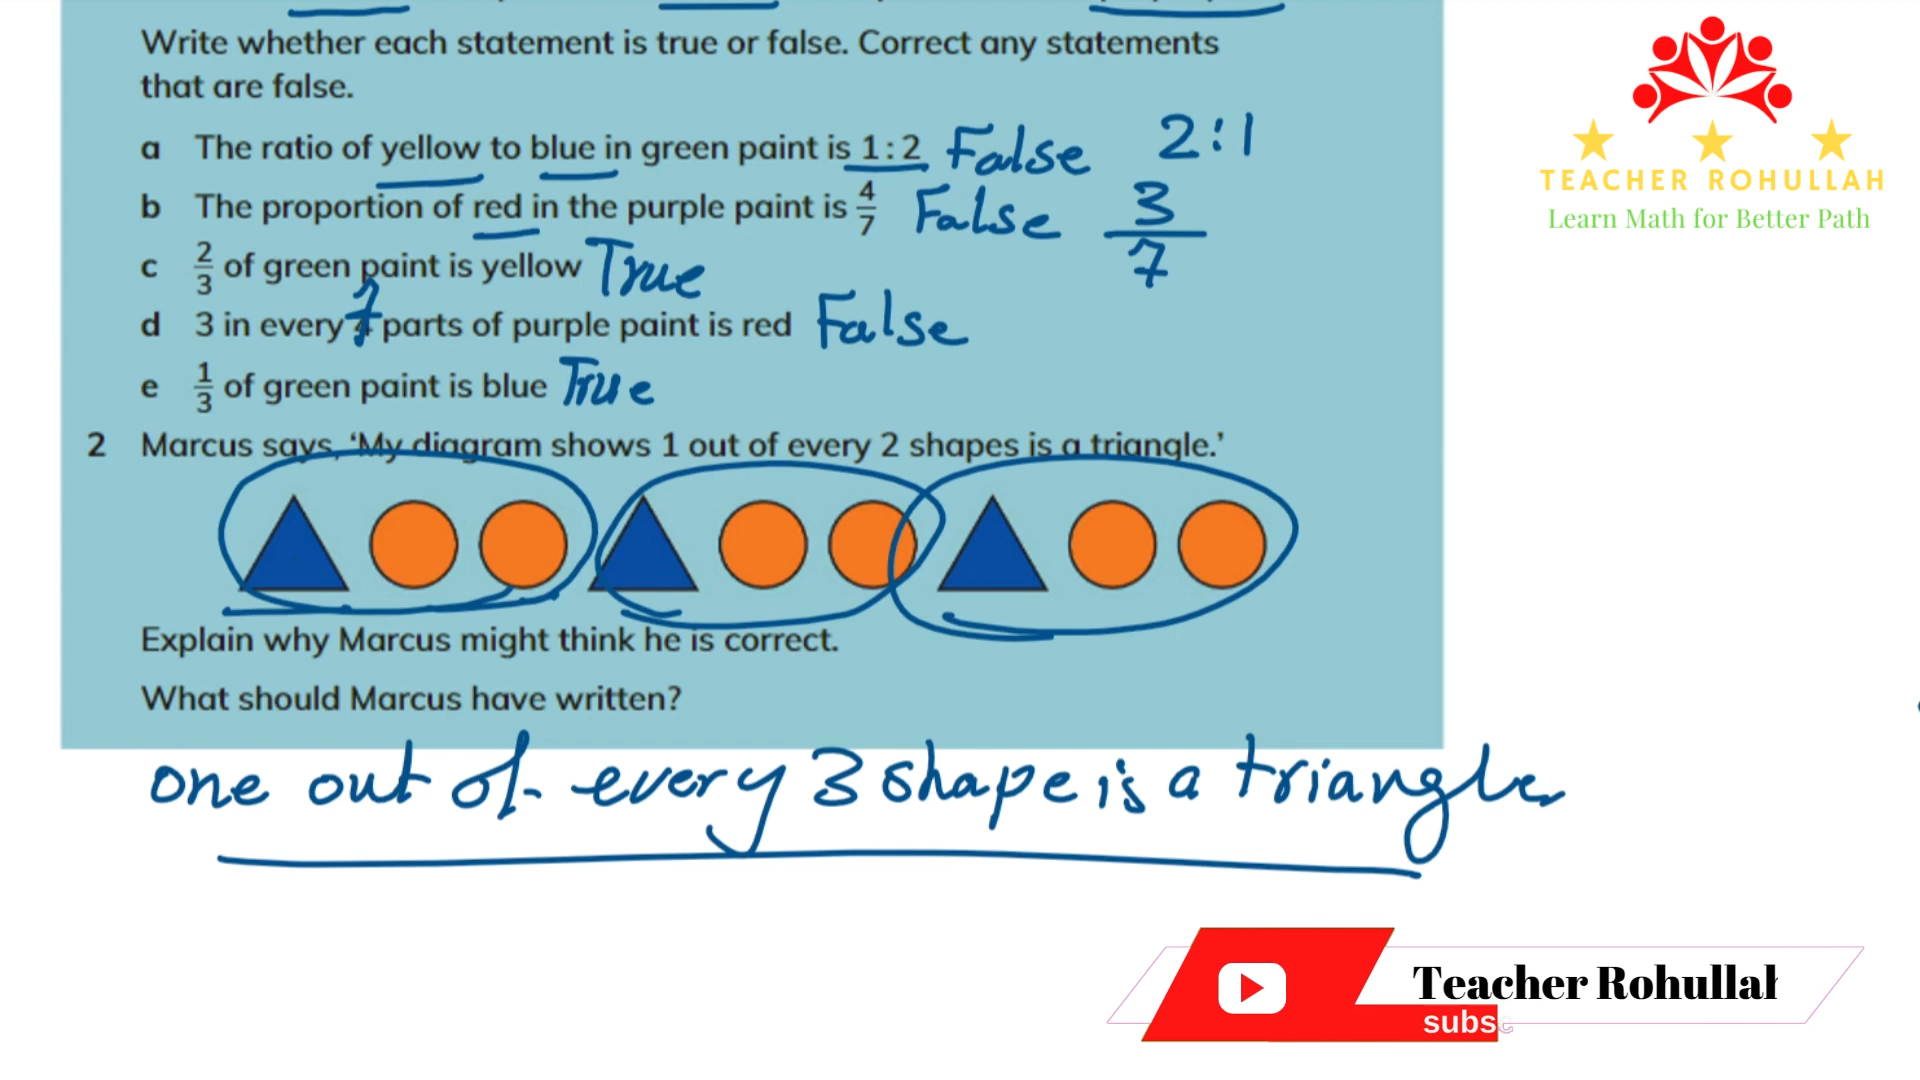 Write whether each statement is true or false. Correct any statements
that are false.
a The ratio of yellow to blue in green paint is 1 : 2 False 2:1
b The proportion of red in the purple paint is 4/7 False 3/7
c 2/3 of green paint is yellow True
d 3 in every 7 parts of purple paint is red False
e 1/3 of green paint is blue True
2 Marcus says, ‘My diagram shows 1 out of every 2 shapes is a triangle.’
Explain why Marcus might think he is correct.
What should Marcus have written?
one out of every 3 shape is a triangle
TEACHER ROHULLAH
Learn Math for Better Path
Teacher Rohullah
subsc